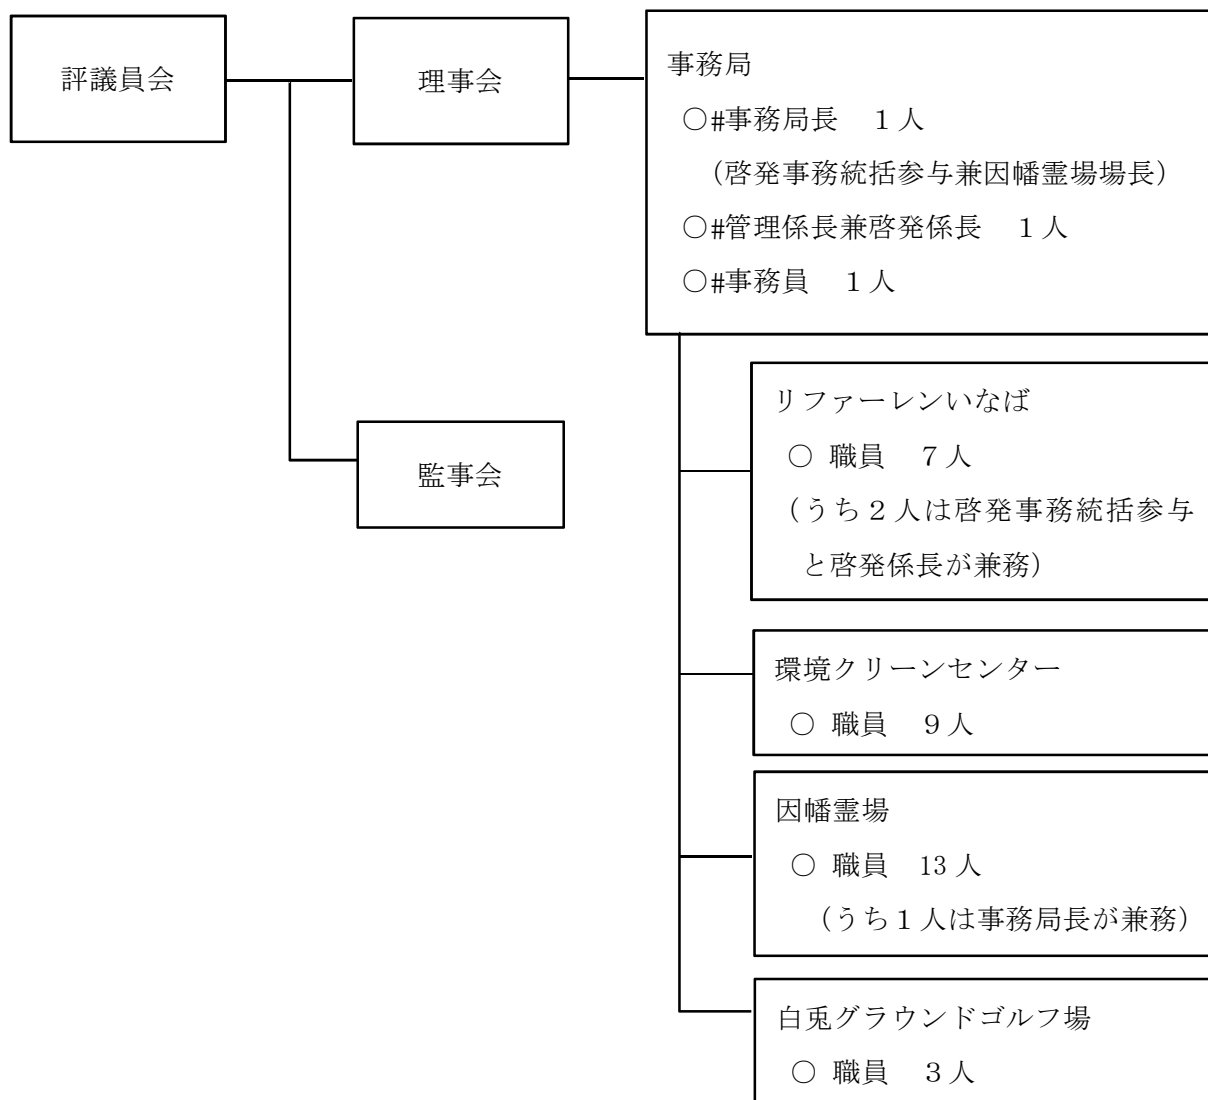 評議員会
理事会
監事会
事務局
○#事務局長　１人
（啓発事務統括参与兼因幡霊場場長）
○#管理係長兼啓発係長　１人
○#事務員　１人
リファーレンいなば
○ 職員　７人
（うち２人は啓発事務統括参与
と啓発係長が兼務）
環境クリーンセンター
○ 職員　９人
因幡霊場
○ 職員　13 人
（うち１人は事務局長が兼務）
白兎グラウンドゴルフ場
○ 職員　３人